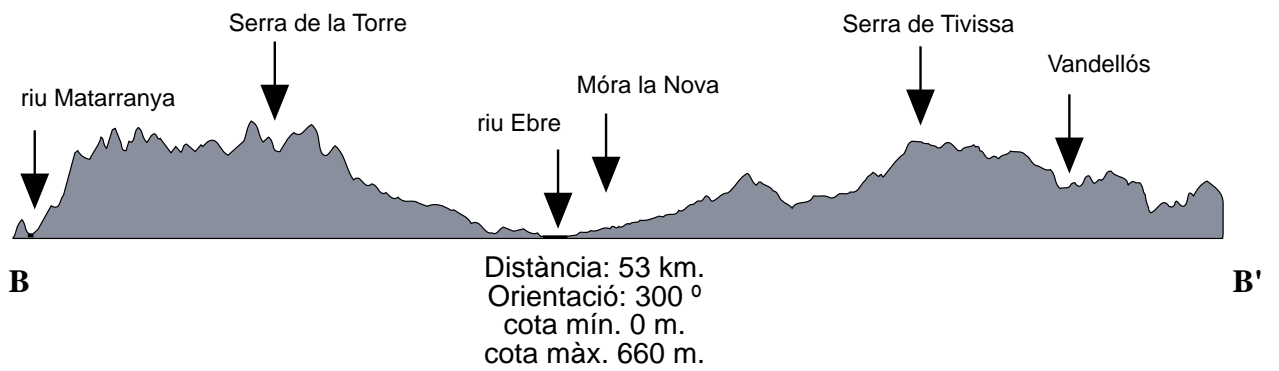 Serra de la Torre
Serra de Tivissa
Vandellós
Móra la Nova
riu Matarranya
riu Ebre
B
B'
Distància: 53 km.
Orientació: 300 º
cota mín. 0 m.
cota màx. 660 m.